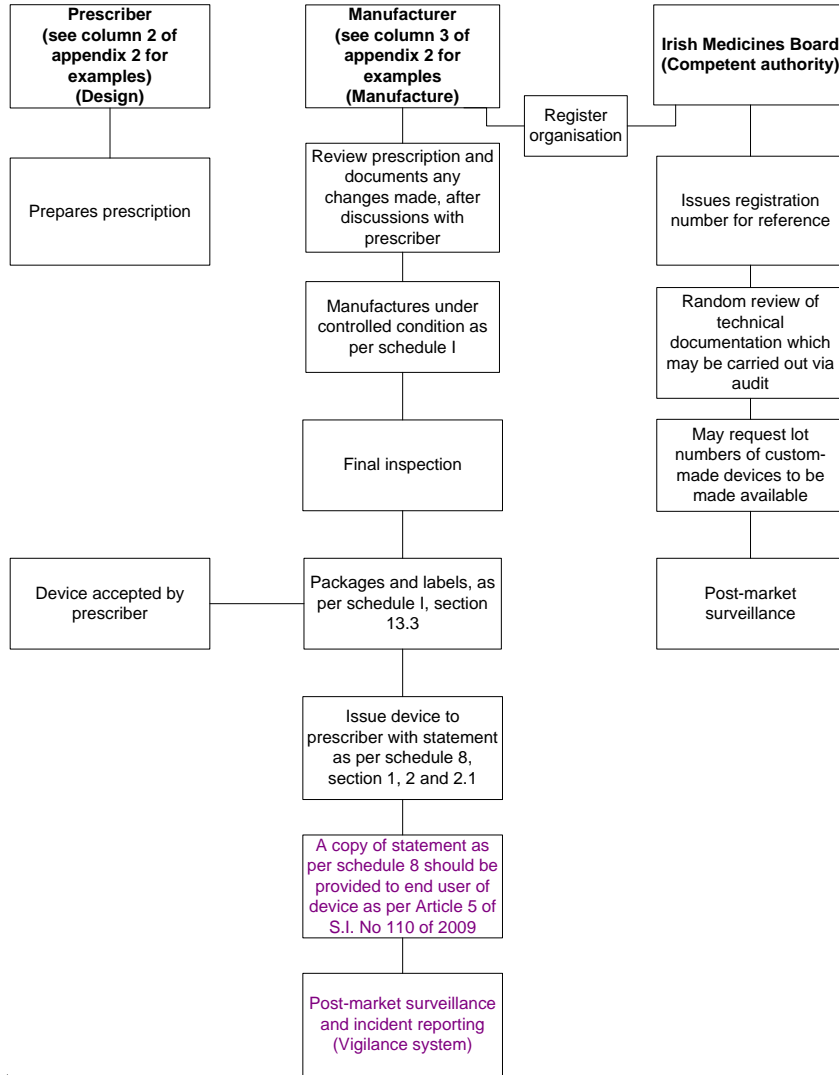 Prescriber
(see column 2 of
appendix 2 for
examples)
(Design)
Manufacturer
(see column 3 of
appendix 2 for
examples
(Manufacture)
Irish Medicines Board
(Competent authority)
Register
organisation
Prepares prescription
Review prescription and
documents any
changes made, after
discussions with
prescriber
Issues registration
number for reference
Manufactures under
controlled condition as
per schedule I
Random review of
technical
documentation which
may be carried out via
audit
Final inspection
May request lot
numbers of custom-
made devices to be
made available
Device accepted by
prescriber
Packages and labels, as
per schedule I, section
13.3
Post-market
surveillance
Issue device to
prescriber with statement
as per schedule 8,
section 1, 2 and 2.1
A copy of statement as
per schedule 8 should be
provided to end user of
device as per Article 5 of
S.I. No 110 of 2009
Post-market surveillance
and incident reporting
(Vigilance system)